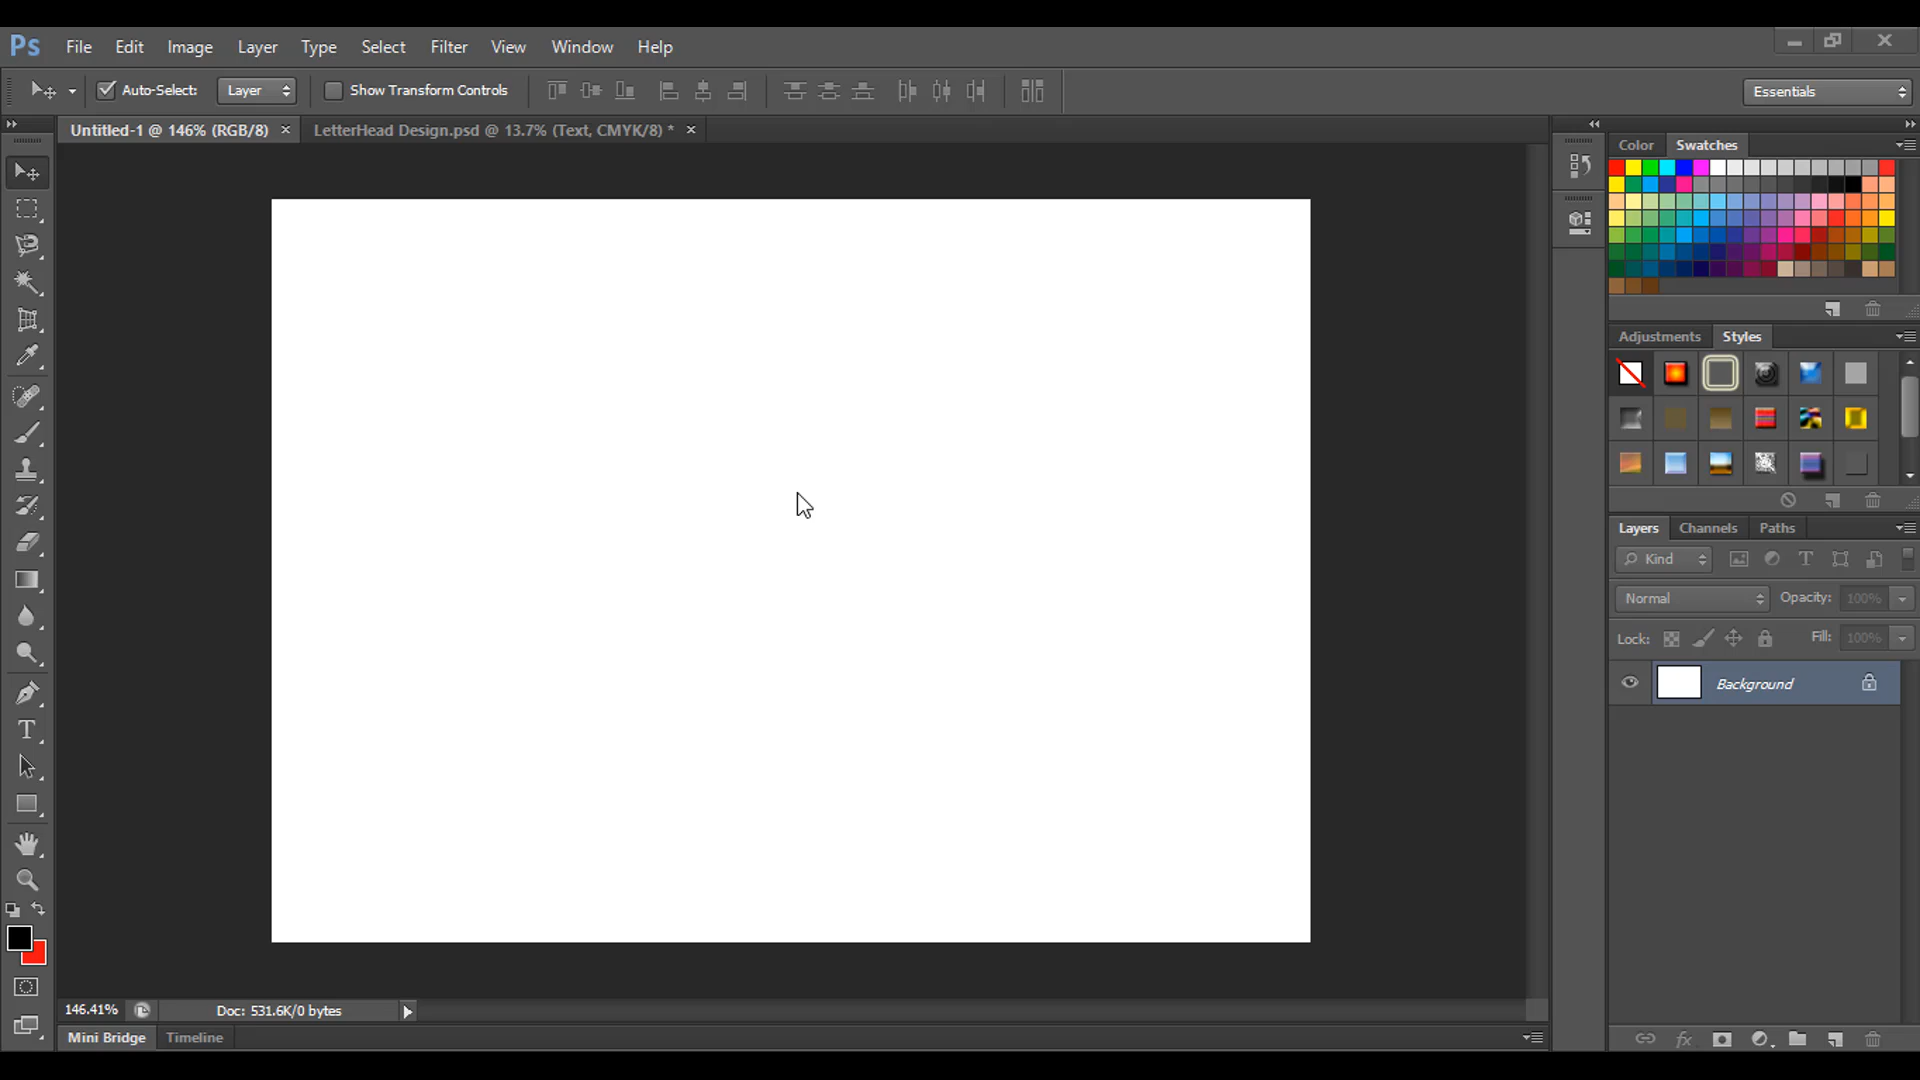 Ps File Edit Image Layer Type Select Filter View Window Help
Auto-Select: Layer Show Transform Controls Essentials
Untitled-1 @ 146% (RGB/8) × LetterHead Design.psd @ 13.7% (Text, CMYK/8) * ×
Color Swatches
Adjustments Styles
Layers Channels Paths
Kind
Normal Opacity: 100%
Lock: Fill: 100%
Background
146.41% Doc: 531.6K/0 bytes
Mini Bridge Timeline